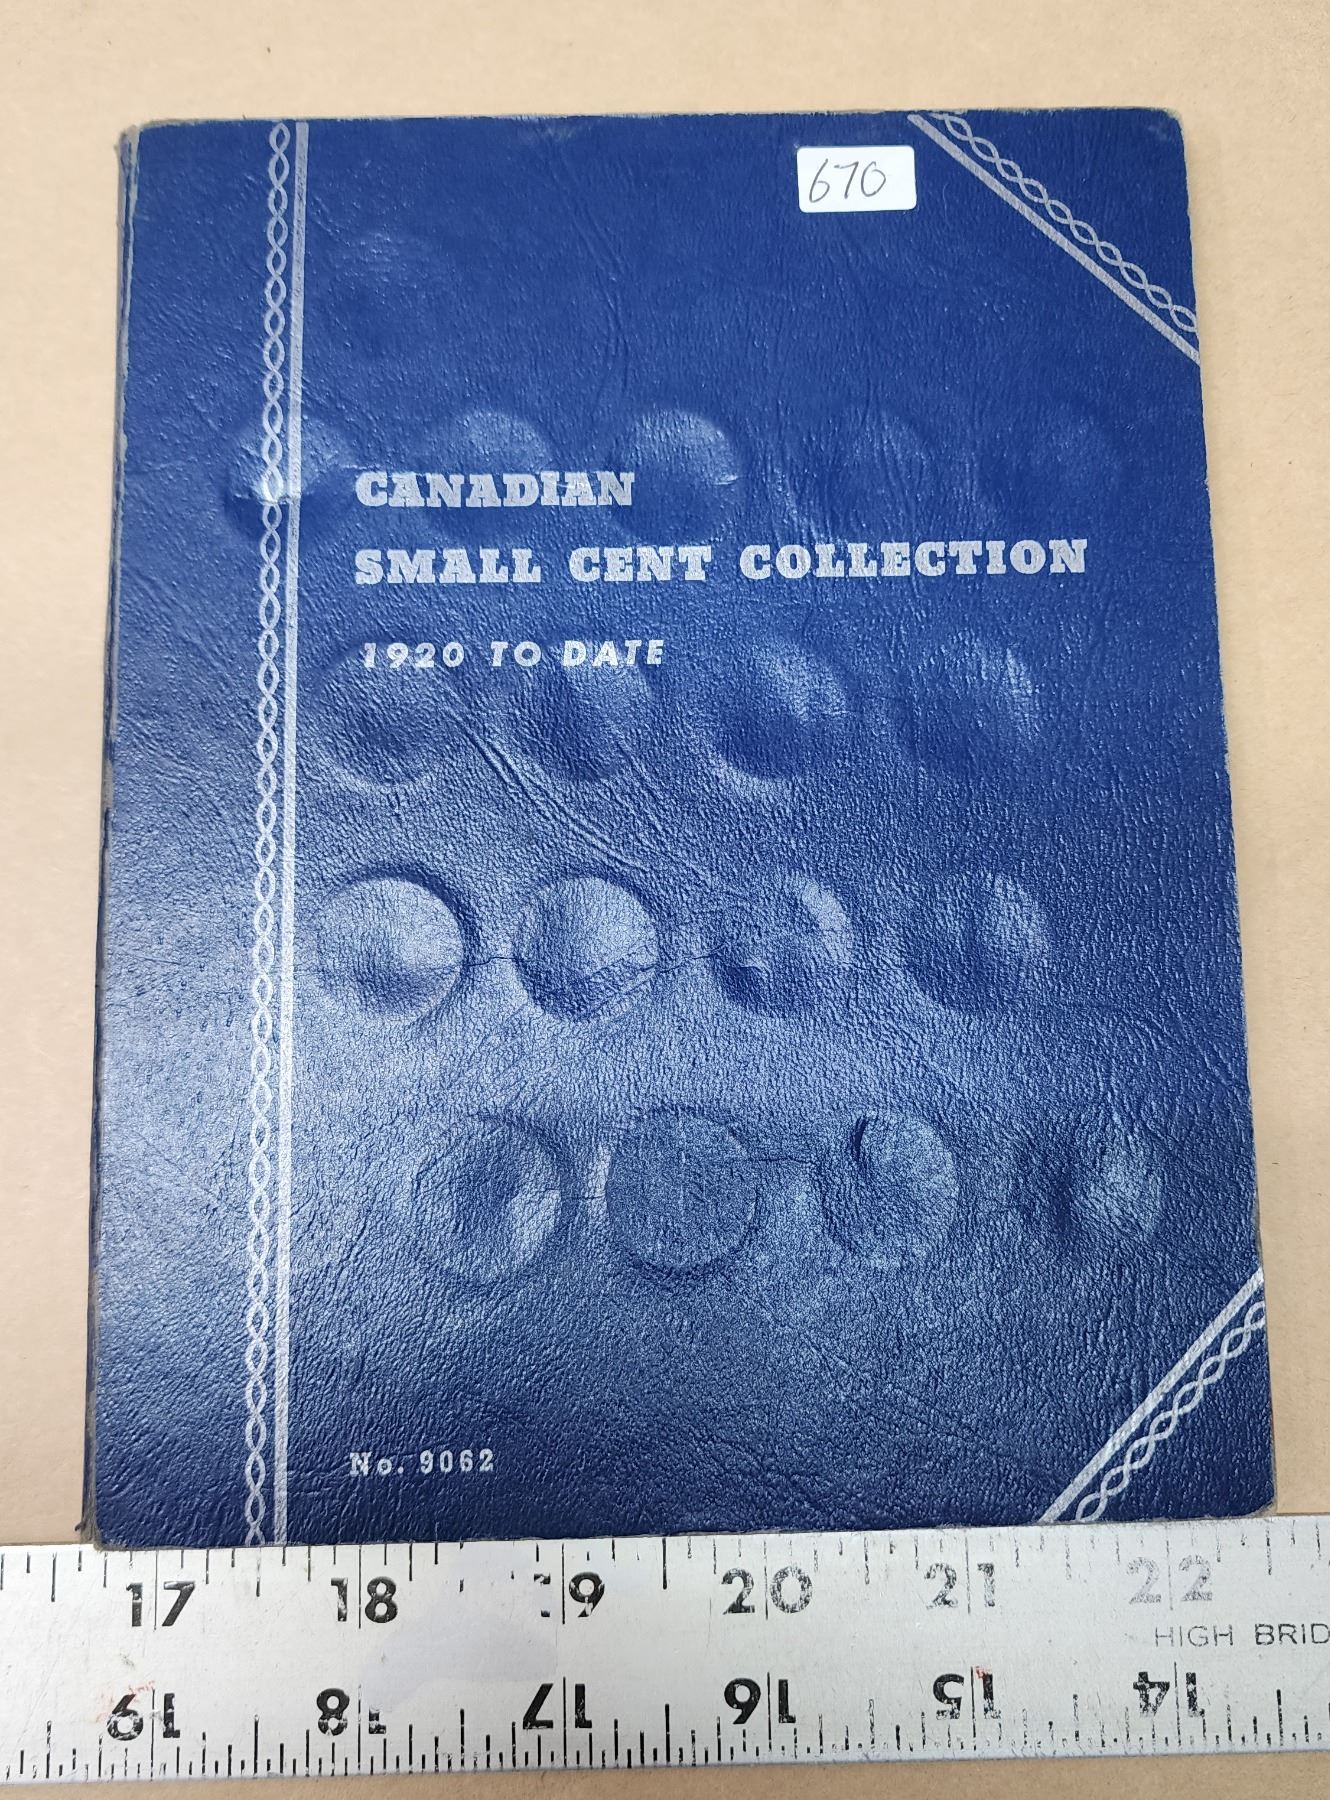 670
CANADIAN
SMALL CENT COLLECTION
1920 TO DATE
No. 9062
17 18 19 20 21 22
HIGH BRID
19 18 17 16 15 14